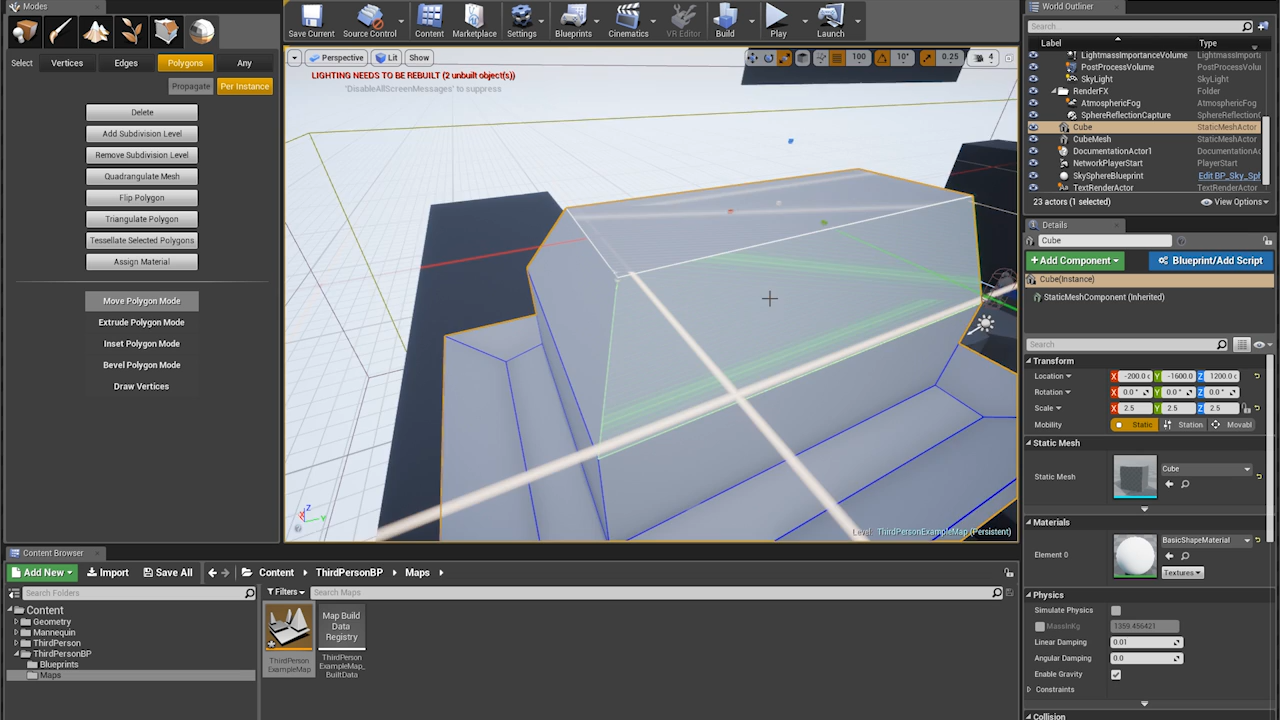 Modes
Select
Vertices
Edges
Polygons
Any
Propagate
Per Instance
Delete
Add Subdivision Level
Remove Subdivision Level
Quadrangulate Mesh
Flip Polygon
Triangulate Polygon
Tessellate Selected Polygons
Assign Material
Move Polygon Mode
Extrude Polygon Mode
Inset Polygon Mode
Bevel Polygon Mode
Draw Vertices
Save Current
Source Control
Content
Marketplace
Settings
Blueprints
Cinematics
VR Editor
Build
Play
Launch
Perspective
Lit
Show
100
10°
0.25
4
LIGHTING NEEDS TO BE REBUILT (2 unbuilt object(s))
'DisableAllScreenMessages' to suppress
Z
X
Y
Level: ThirdPersonExampleMap (Persistent)
World Outliner
Search
Label Type
LightmassImportanceVolume LightmassImpo
PostProcessVolume PostProcessVolu
SkyLight SkyLight
RenderFX Folder
AtmosphericFog AtmosphericFog
SphereReflectionCapture SphereReflection
Cube StaticMeshActor
CubeMesh StaticMeshActor
DocumentationActor1 DocumentationAc
NetworkPlayerStart PlayerStart
SkySphereBlueprint Edit BP_Sky_Sph
TextRenderActor TextRenderActor
23 actors (1 selected)
View Options
Details
Cube
+Add Component
Blueprint/Add Script
Cube(Instance)
StaticMeshComponent (Inherited)
Search
Transform
Location X -200.0 c Y -1600.0 Z 1200.0 c
Rotation X 0.0 ° Y 0.0 ° Z 0.0 °
Scale X 2.5 Y 2.5 Z 2.5
Mobility Static Station Movabl
Static Mesh
Static Mesh Cube
Materials
Element 0 BasicShapeMaterial
Textures
Physics
Simulate Physics
MassInKg 1359.456421
Linear Damping 0.01
Angular Damping 0.0
Enable Gravity
Constraints
Collision
Content Browser
Add New
Import
Save All
Content
ThirdPersonBP
Maps
Search Folders
Content
Geometry
Mannequin
ThirdPerson
ThirdPersonBP
Blueprints
Maps
Filters
Search Maps
ThirdPerson
ExampleMap
Map Build
Data
Registry
ThirdPerson
ExampleMap_
BuiltData